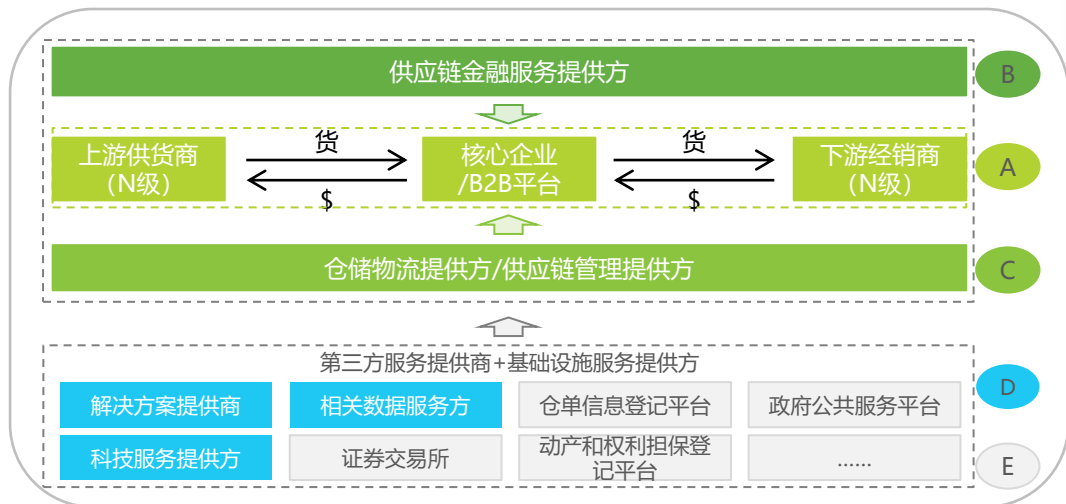 供应链金融服务提供方
B
上游供货商
（N级）
货
$
核心企业
/B2B平台
货
$
下游经销商
（N级）
A
仓储物流提供方/供应链管理提供方
C
第三方服务提供商+基础设施服务提供方
D
解决方案提供商
相关数据服务方
仓单信息登记平台
政府公共服务平台
科技服务提供方
证券交易所
动产和权利担保登
记平台
......
E